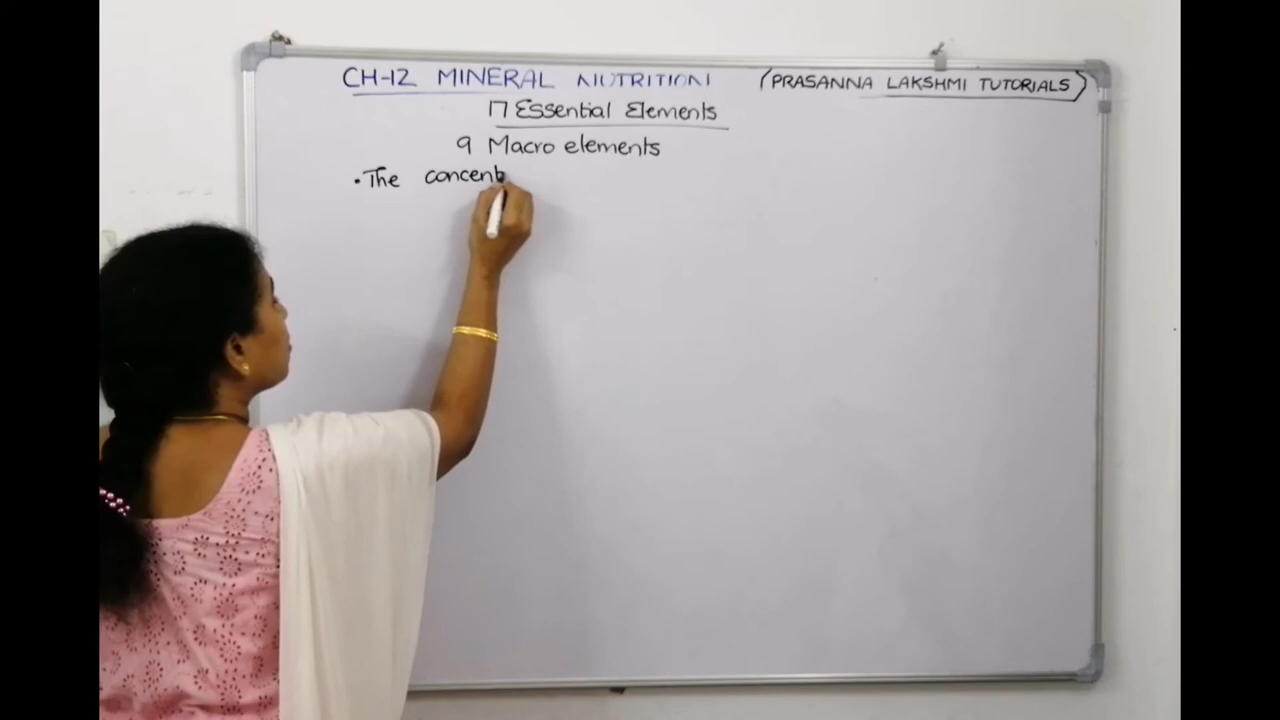 CH-12 MINERAL NUTRITION (PRASANNA LAKSHMI TUTORIALS)
17 Essential Elements
9 Macro elements
• The concent